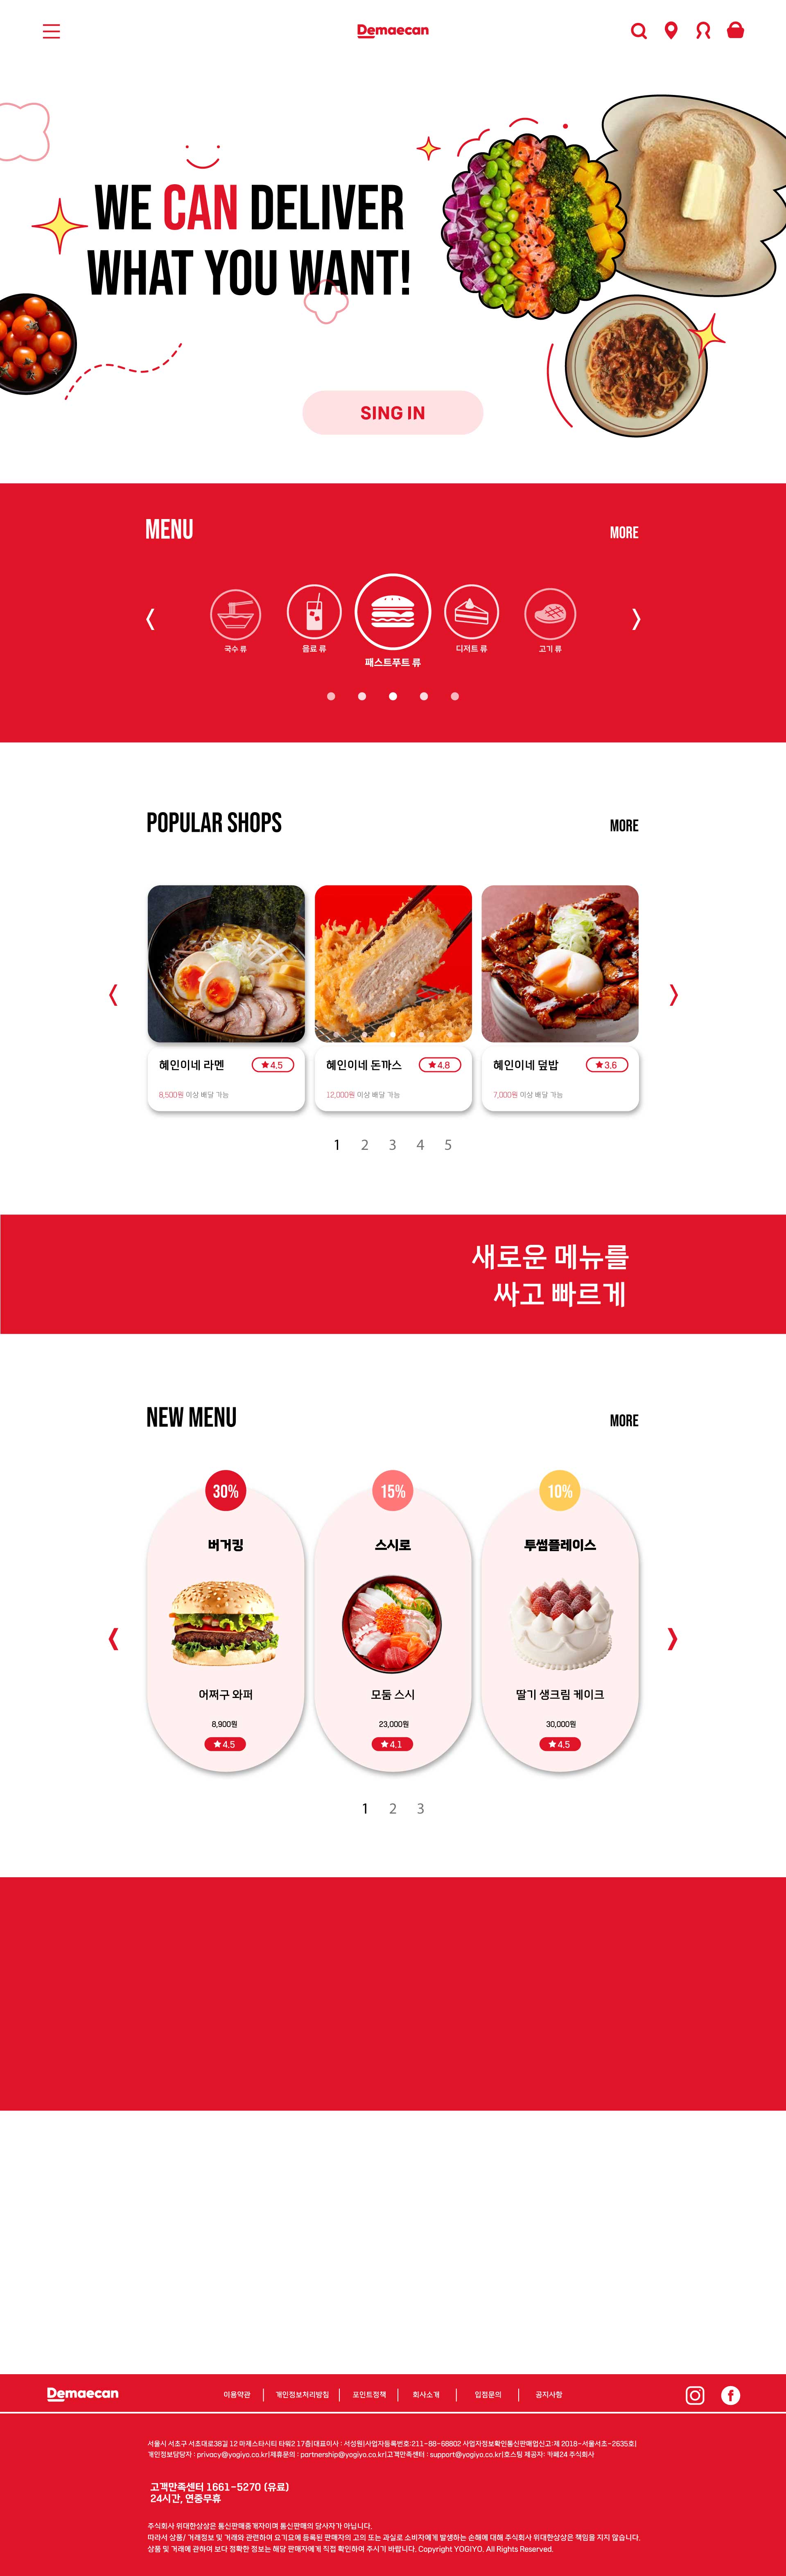 Demaecan
WE CAN DELIVER
WHAT YOU WANT!
SING IN
MENU
MORE
국수 류
음료 류
패스트푸트 류
디저트 류
고기 류
POPULAR SHOPS
MORE
혜인이네 라멘
★4.5
8,500원 이상 배달 가능
혜인이네 돈까스
★4.8
12,000원 이상 배달 가능
혜인이네 덮밥
★3.6
7,000원 이상 배달 가능
1 2 3 4 5
새로운 메뉴를
싸고 빠르게
NEW MENU
MORE
30%
버거킹
어쩌구 와퍼
8,900원
★4.5
15%
스시로
모둠 스시
23,000원
★4.1
10%
투썸플레이스
딸기 생크림 케이크
30,000원
★4.5
1 2 3
Demaecan
이용약관 | 개인정보처리방침 | 포인트정책 | 회사소개 | 입점문의 | 공지사항
서울시 서초구 서초대로38길 12 마제스타시티 타워2 17층|대표이사 : 서성원|사업자등록번호:211-88-68802 사업자정보확인통신판매업신고:제 2018-서울서초-2635호|
개인정보담당자 : privacy@yogiyo.co.kr|제휴문의 : partnership@yogiyo.co.kr|고객만족센터 : support@yogiyo.co.kr|호스팅 제공자: 카페24 주식회사
고객만족센터 1661-5270 (유료)
24시간, 연중무휴
주식회사 위대한상상은 통신판매중개자이며 통신판매의 당사자가 아닙니다.
따라서 상품/ 거래정보 및 거래와 관련하여 요기요에 등록된 판매자의 고의 또는 과실로 소비자에게 발생하는 손해에 대해 주식회사 위대한상상은 책임을 지지 않습니다.
상품 및 거래에 관하여 보다 정확한 정보는 해당 판매자에게 직접 확인하여 주시기 바랍니다. Copyright YOGIYO. All Rights Reserved.